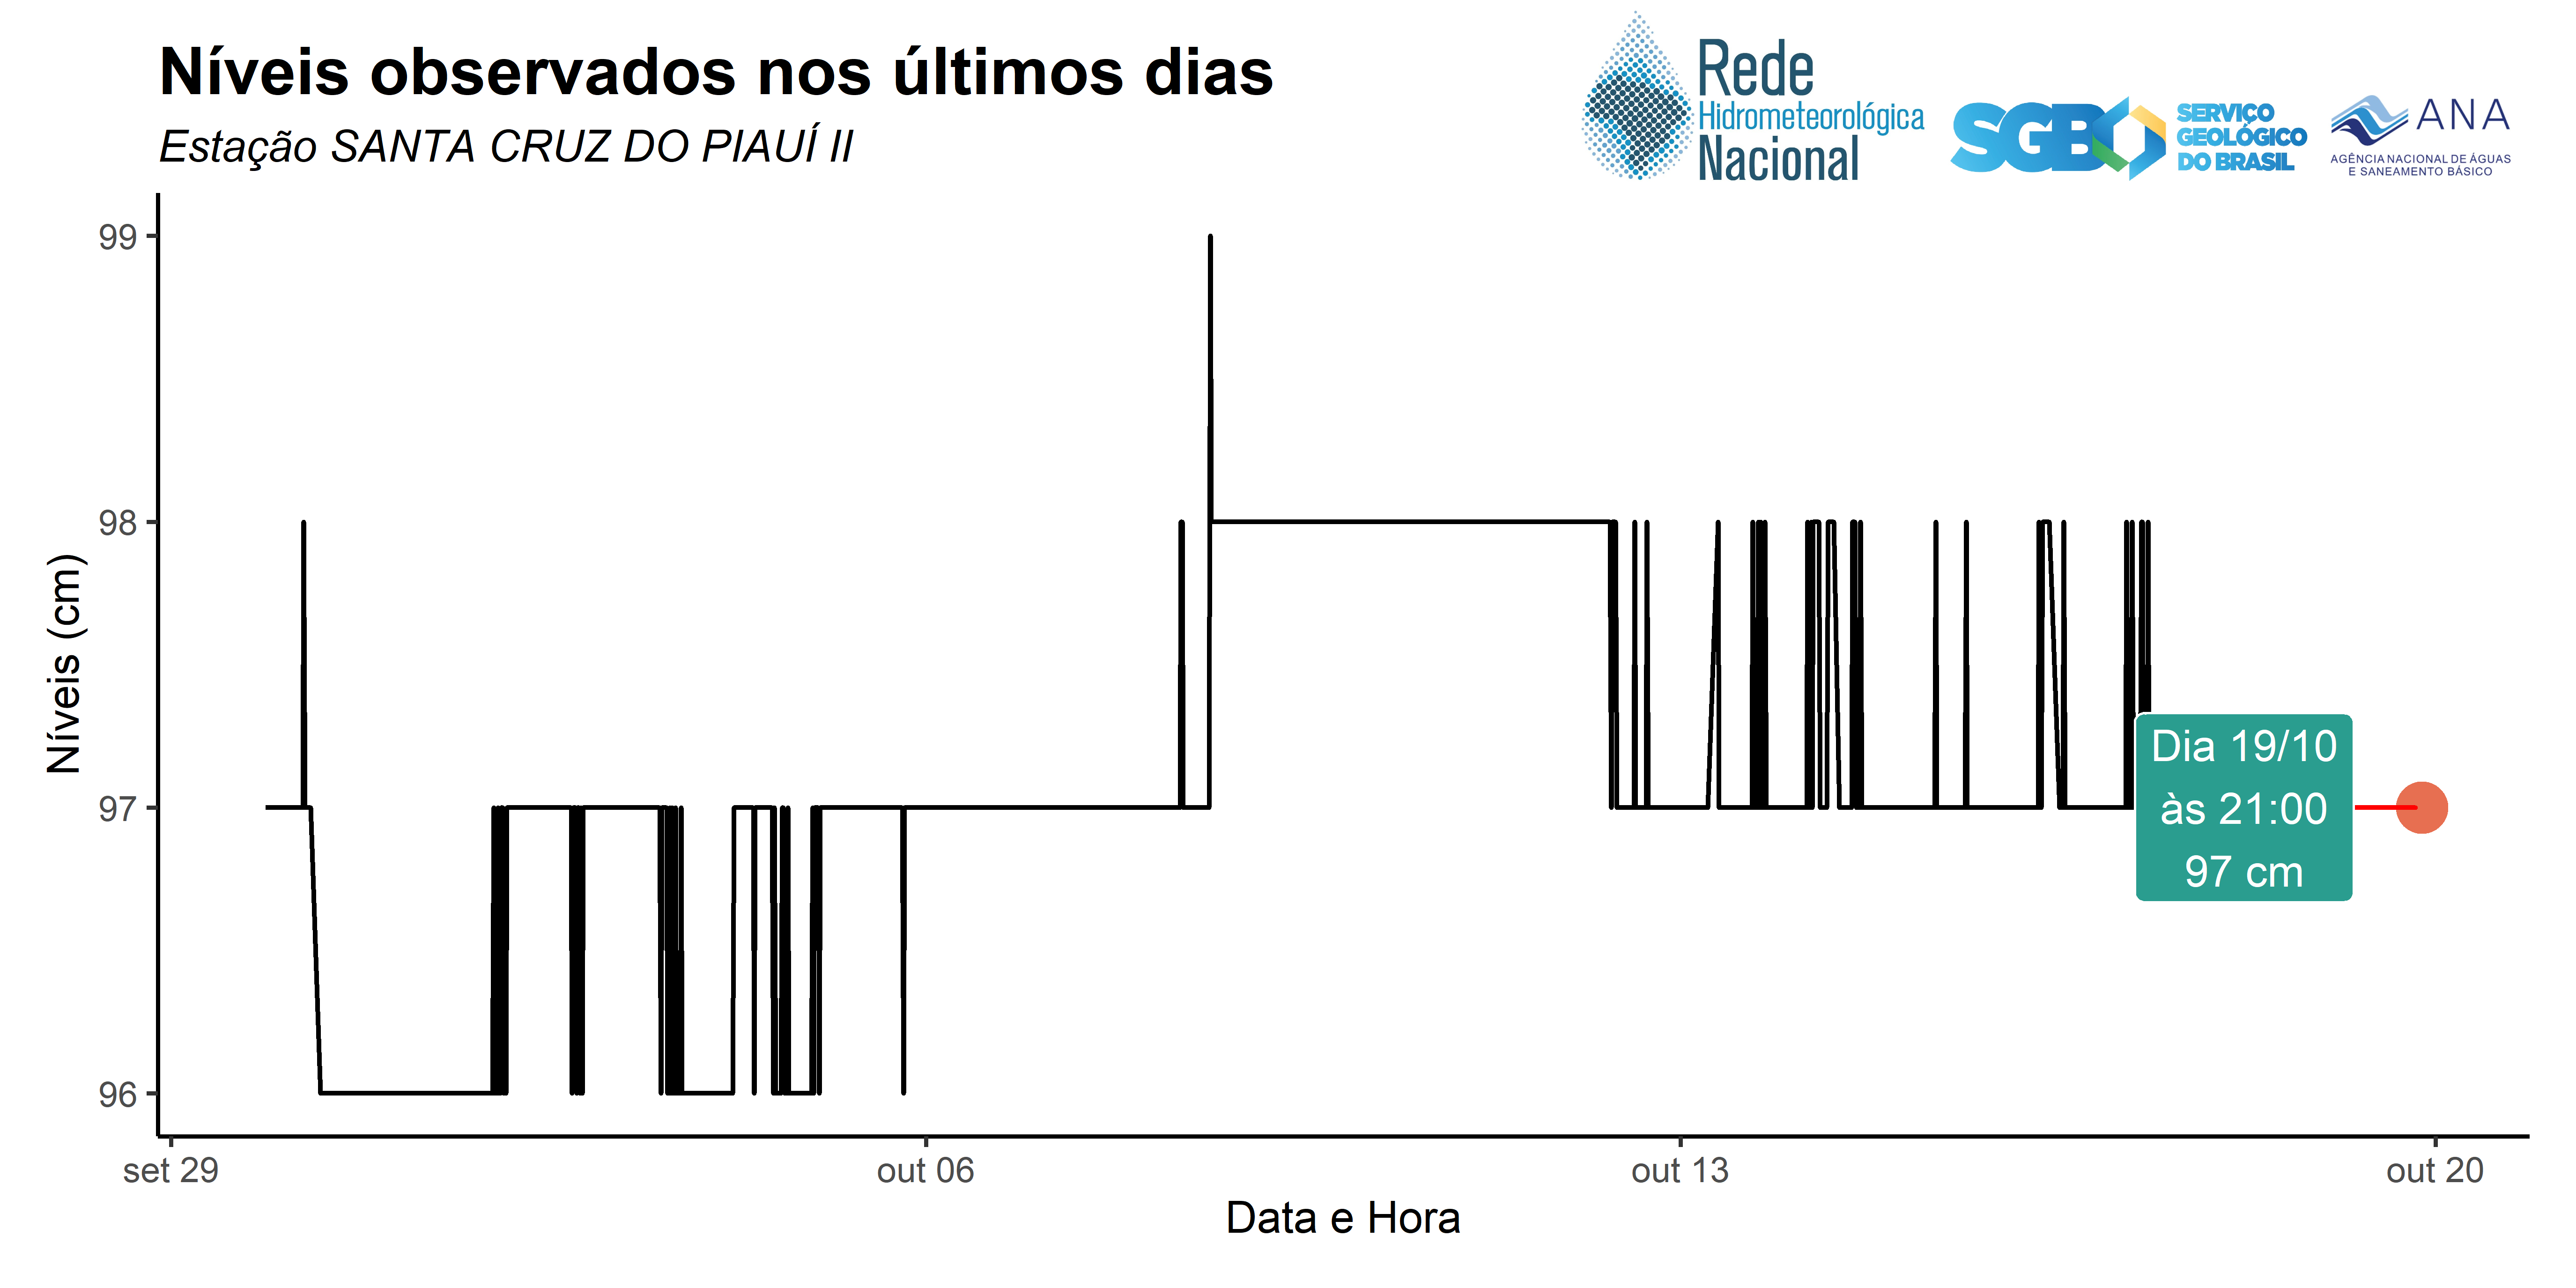 Níveis observados nos últimos dias
Estação SANTA CRUZ DO PIAUÍ II
Rede
Hidrometeorológica
Nacional
SGB
SERVIÇO
GEOLÓGICO
DO BRASIL
ANA
AGÊNCIA NACIONAL DE ÁGUAS
E SANEAMENTO BÁSICO
99
98
97
96
Níveis (cm)
Dia 19/10
às 21:00
97 cm
set 29
out 06
out 13
out 20
Data e Hora